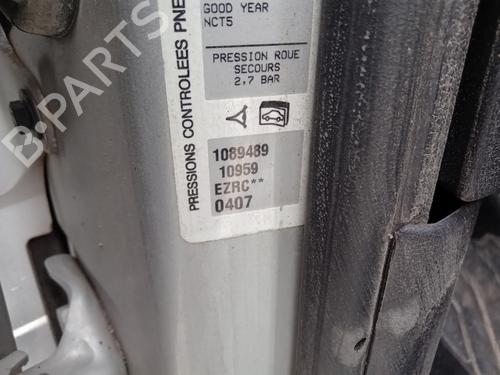 GOOD YEAR
NCT5
PRESSION ROUE
SECOURS
2,7 BAR
PRESSIONS CONTROLEES PNE
1089489
10959
EZRC**
0407
B-PARTS